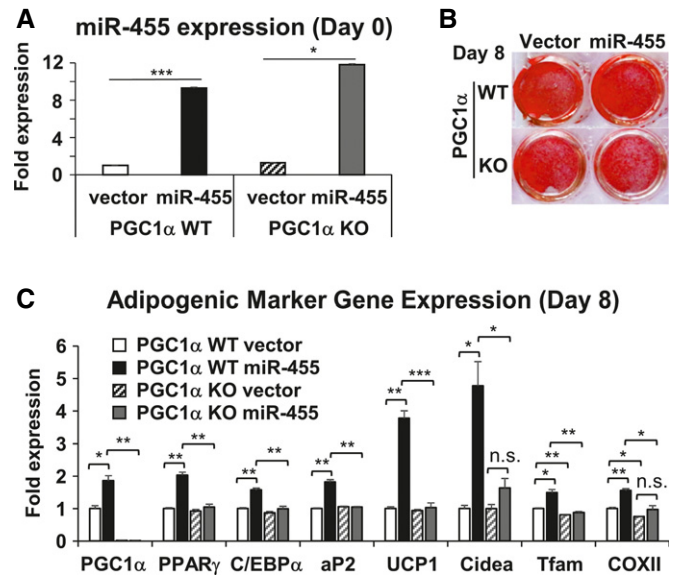 A
miR-455 expression (Day 0)
Fold expression
12
8
4
0
***
*
vector miR-455 vector miR-455
PGC1α WT PGC1α KO
B
Vector miR-455
Day 8
PGC1α
WT
KO
C
Adipogenic Marker Gene Expression (Day 8)
Fold expression
6
5
4
3
2
1
0
PGC1α WT vector
PGC1α WT miR-455
PGC1α KO vector
PGC1α KO miR-455
* **
** **
** **
** **
** ***
* * n.s.
* ** **
** * * n.s.
PGC1α PPARγ C/EBPα aP2 UCP1 Cidea Tfam COXII